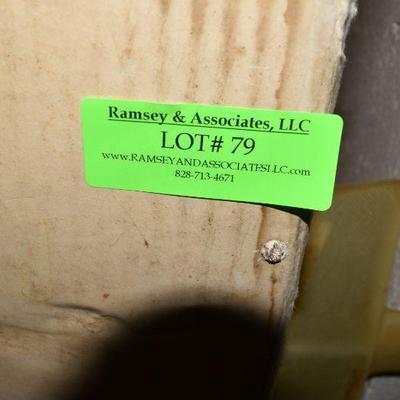 Ramsey & Associates, LLC
LOT# 79
www.RAMSEYANDASSOCIATESLLC.com
828-713-4671